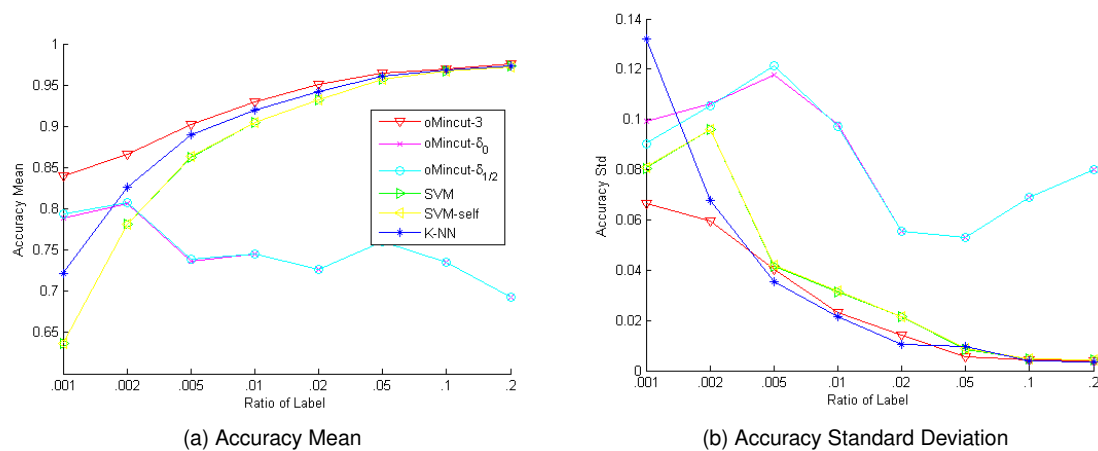 1
0.95
0.9
0.85
0.8
0.75
0.7
0.65
Accuracy Mean
.001 .002 .005 .01 .02 .05 .1 .2
Ratio of Label
oMincut-3
oMincut-δ0
oMincut-δ1/2
SVM
SVM-self
K-NN
(a) Accuracy Mean
0.14
0.12
0.1
0.08
0.06
0.04
0.02
0
Accuracy Std
.001 .002 .005 .01 .02 .05 .1 .2
Ratio of Label
(b) Accuracy Standard Deviation